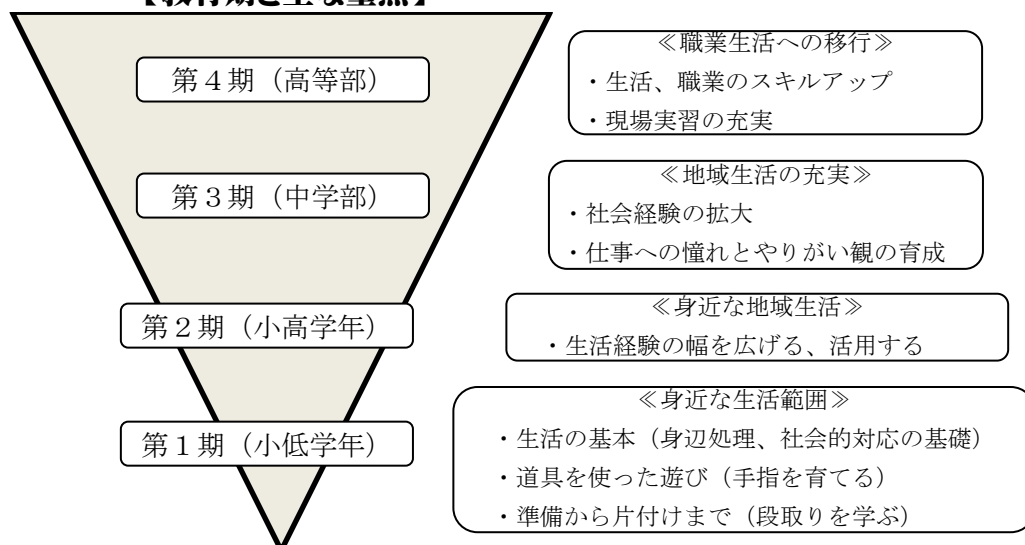 第４期（高等部）
≪職業生活への移行≫
・生活、職業のスキルアップ
・現場実習の充実
第３期（中学部）
≪地域生活の充実≫
・社会経験の拡大
・仕事への憧れとやりがい観の育成
第２期（小高学年）
≪身近な地域生活≫
・生活経験の幅を広げる、活用する
第１期（小低学年）
≪身近な生活範囲≫
・生活の基本（身辺処理、社会的対応の基礎）
・道具を使った遊び（手指を育てる）
・準備から片付けまで（段取りを学ぶ）